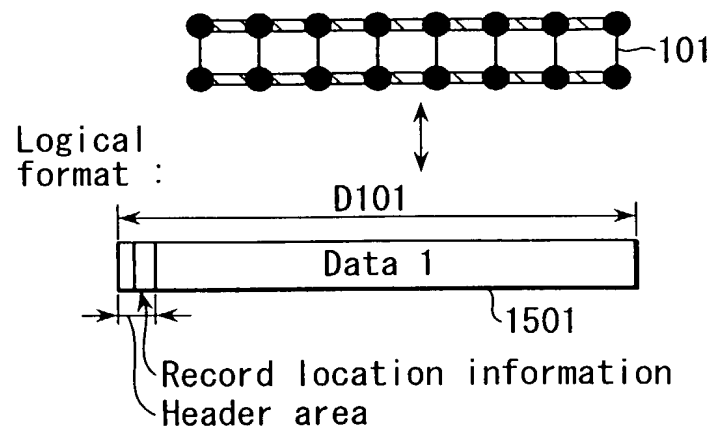 101
Logical
format :
D101
Data 1
1501
Record location information
Header area